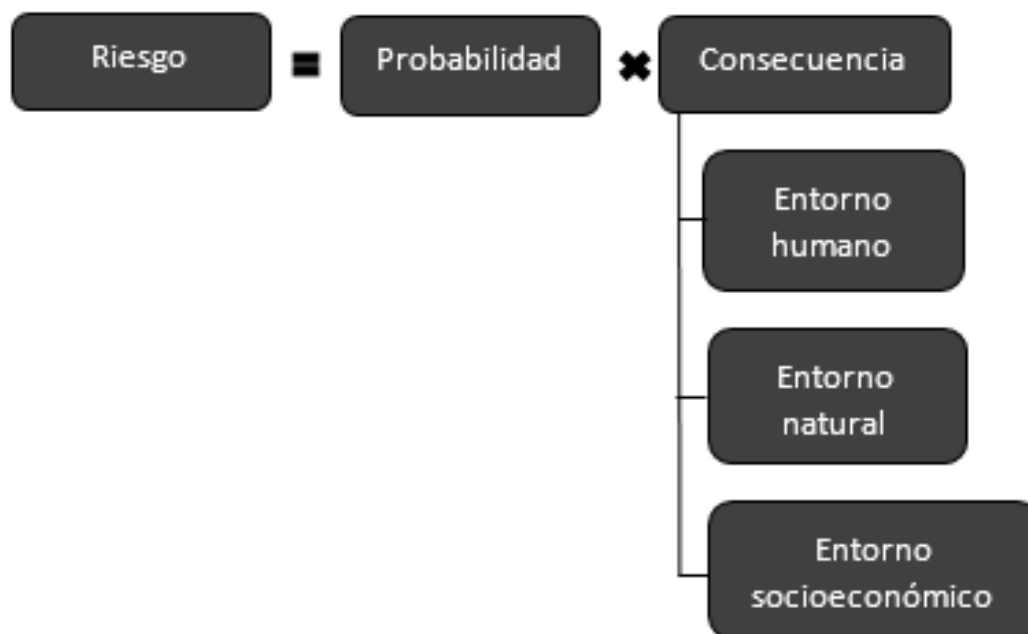 Riesgo = Probabilidad ✖ Consecuencia
Entorno
humano
Entorno
natural
Entorno
socioeconómico